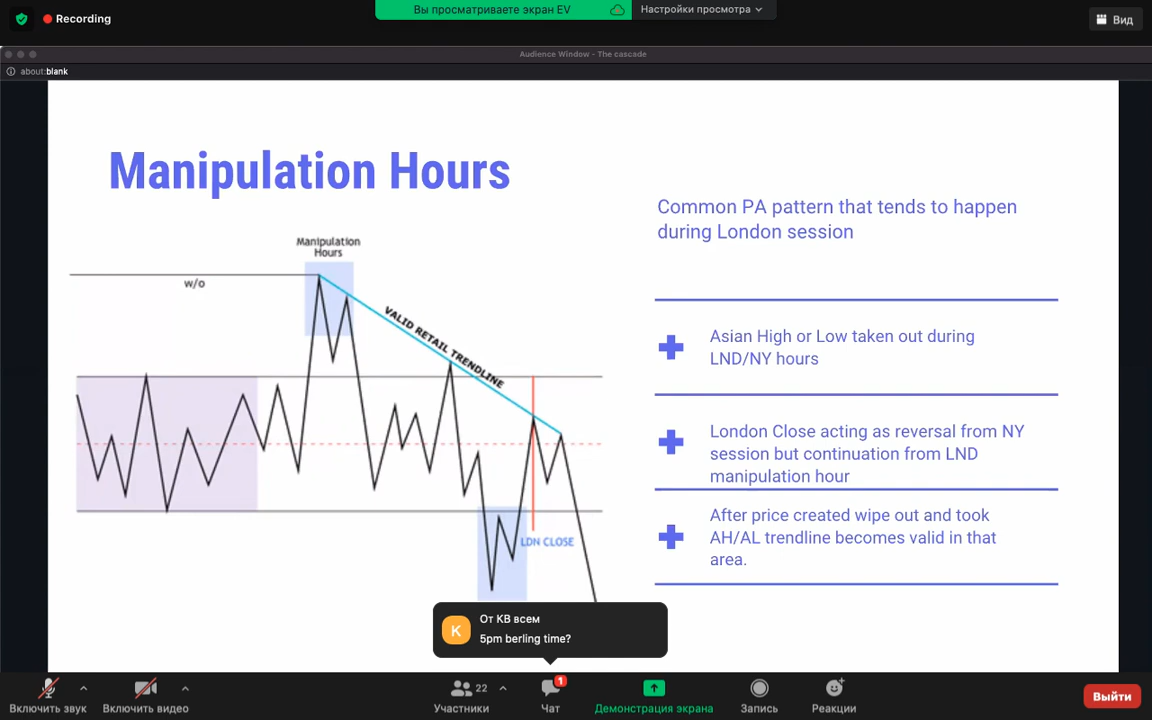 Recording
Вы просматриваете экран EV
Настройки просмотра
Вид
Audience Window - The cascade
about:blank
Manipulation Hours
Manipulation
Hours
w/o
VALID RETAIL TRENDLINE
LDN CLOSE
Common PA pattern that tends to happen
during London session
Asian High or Low taken out during
LND/NY hours
London Close acting as reversal from NY
session but continuation from LND
manipulation hour
After price created wipe out and took
AH/AL trendline becomes valid in that
area.
K
От КВ всем
5pm berling time?
Включить звук
Включить видео
22
Участники
1
Чат
Демонстрация экрана
Запись
Реакции
Выйти